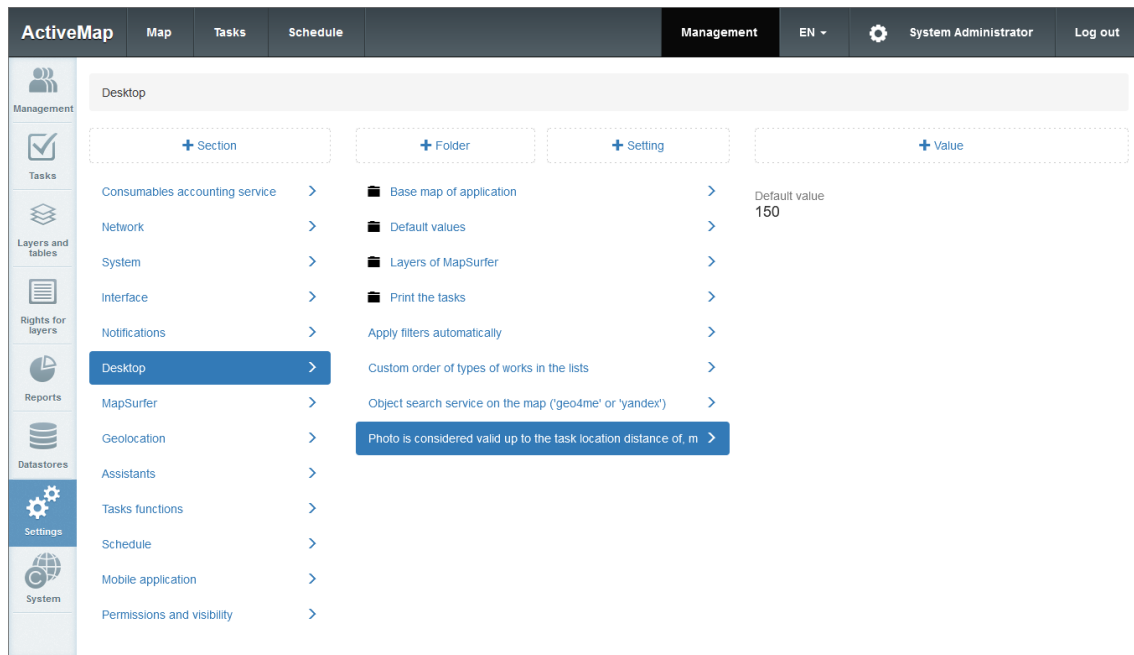 ActiveMap Map Tasks Schedule Management EN System Administrator Log out
Management
Tasks
Layers and
tables
Rights for
layers
Reports
Datastores
Settings
System
Desktop
+ Section
Consumables accounting service
Network
System
Interface
Notifications
Desktop
MapSurfer
Geolocation
Assistants
Tasks functions
Schedule
Mobile application
Permissions and visibility
+ Folder + Setting
Base map of application
Default values
Layers of MapSurfer
Print the tasks
Apply filters automatically
Custom order of types of works in the lists
Object search service on the map ('geo4me' or 'yandex')
Photo is considered valid up to the task location distance of, m
+ Value
Default value
150